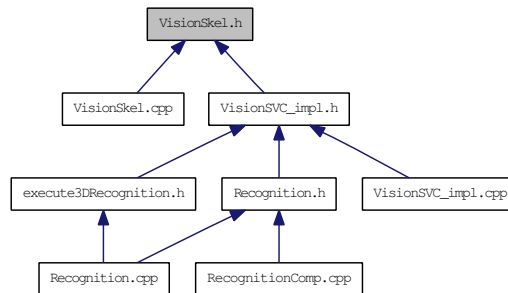 VisionSkel.h
VisionSkel.cpp
VisionSVC_impl.h
execute3DRecognition.h
Recognition.h
VisionSVC_impl.cpp
Recognition.cpp
RecognitionComp.cpp